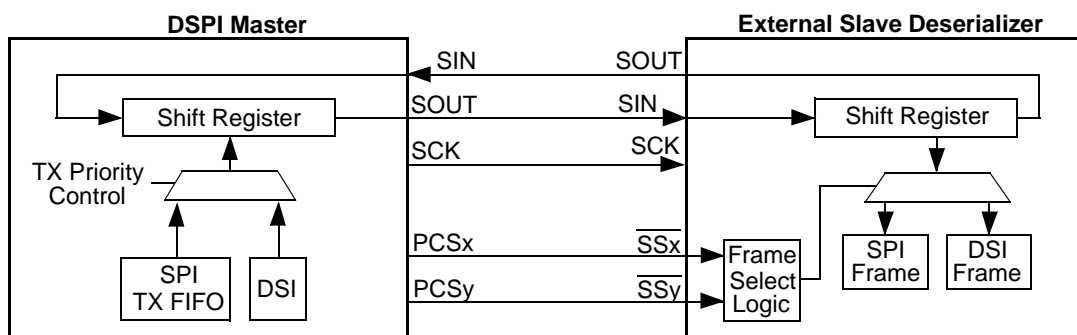 DSPI Master
External Slave Deserializer
SIN
SOUT
Shift Register
SOUT
SIN
Shift Register
SCK
SCK
TX Priority
Control
PCSx
SSx
Frame
Select
Logic
SPI
Frame
DSI
Frame
SPI
TX FIFO
DSI
PCSy
SSy